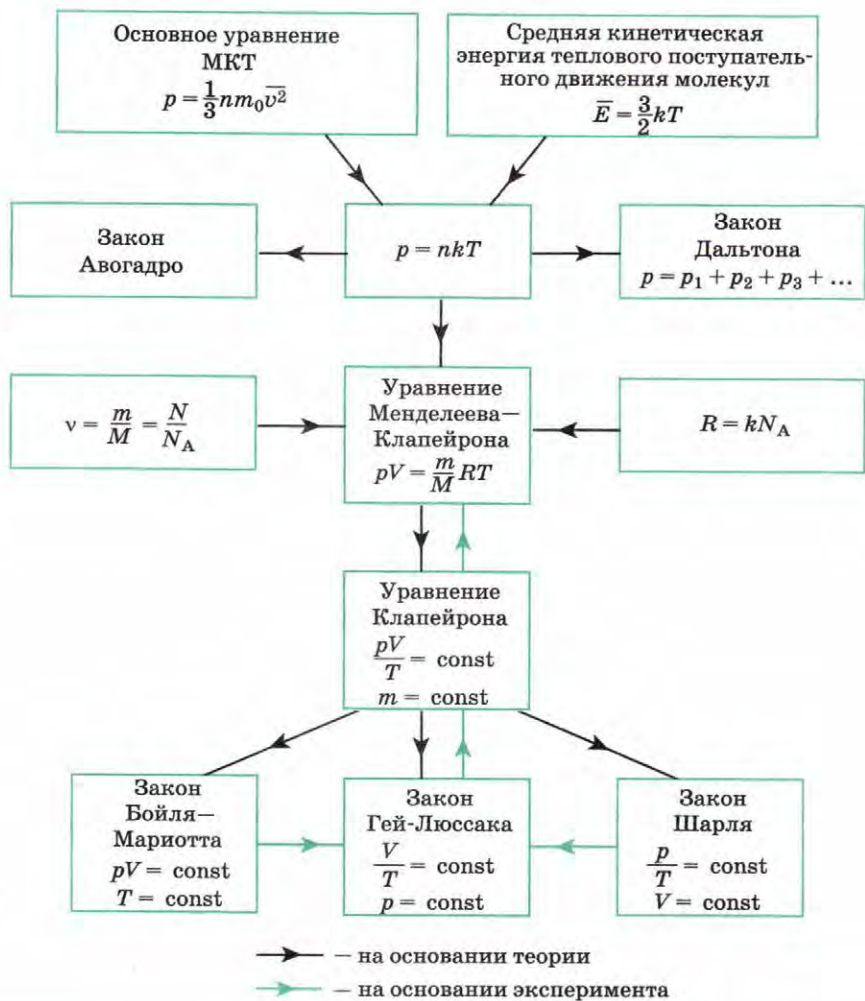 Основное уравнение
МКТ
p = 1/3 nm₀v̅²
Средняя кинетическая
энергия теплового поступатель-
ного движения молекул
E̅ = 3/2 kT
Закон
Авогадро
p = nkT
Закон
Дальтона
p = p₁ + p₂ + p₃ + ...
ν = m/M = N/N_A
Уравнение
Менделеева—
Клапейрона
pV = m/M RT
R = kN_A
Уравнение
Клапейрона
pV/T = const
m = const
Закон
Бойля—
Мариотта
pV = const
T = const
Закон
Гей-Люссака
V/T = const
p = const
Закон
Шарля
p/T = const
V = const
— на основании теории
— на основании эксперимента